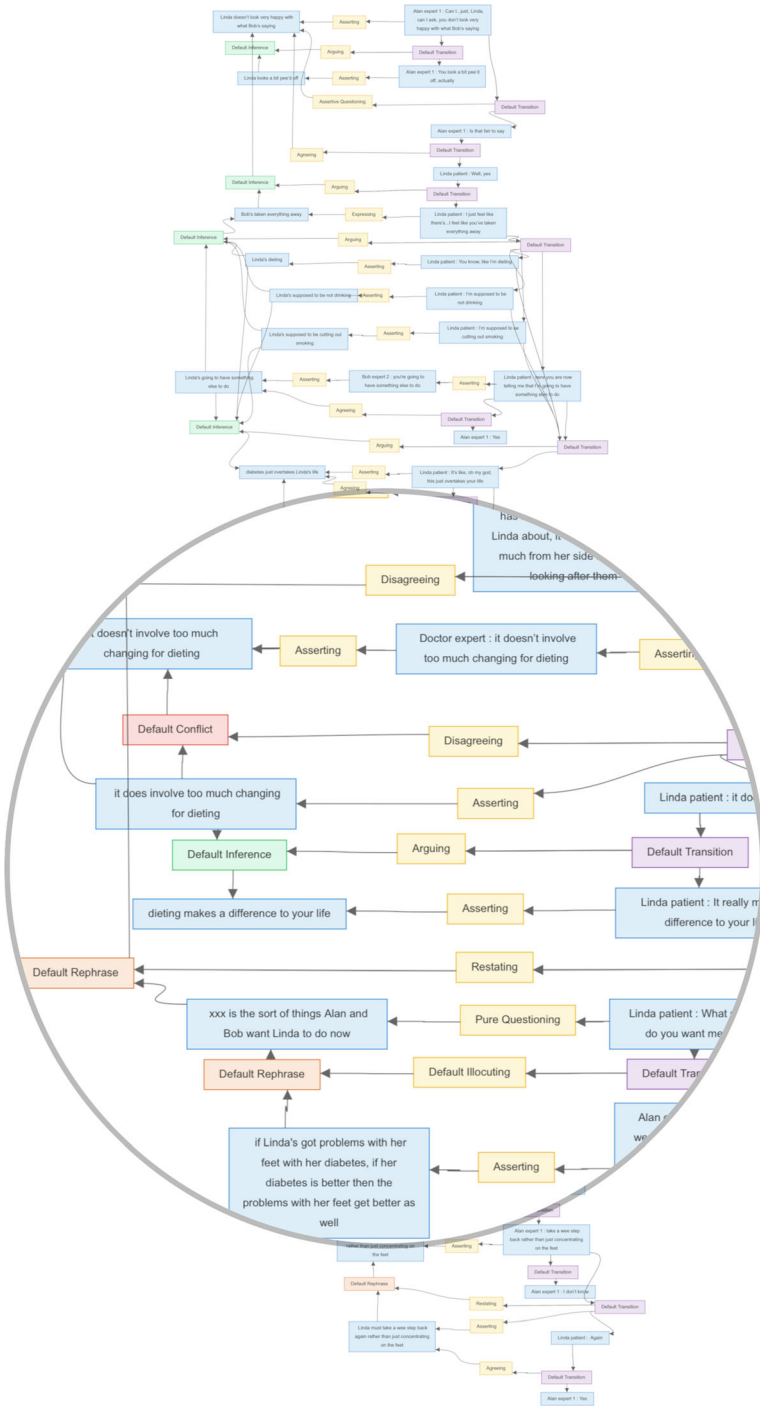 Linda doesn't look very happy with
what Bob's saying
Asserting
Alan expert 1 : Can I.. just, Linda,
can I ask, you don't look very
happy with what Bob's saying
Default Inference
Arguing
Default Transition
Linda looks a bit pee'd off
Asserting
Alan expert 1 : You look a bit pee'd
off, actually
Assertive Questioning
Default Transition
Alan expert 1 : Is that fair to say
Agreeing
Default Transition
Linda patient : Well, yes
Default Inference
Arguing
Default Transition
Bob's taken everything away
Expressing
Linda patient : I just feel like
there's...I feel like you've taken
everything away
Default Inference
Arguing
Default Transition
Linda's dieting
Asserting
Linda patient : You know, like I'm dieting
Linda's supposed to be not drinking
Asserting
Linda patient : I'm supposed to be
not drinking
Linda's supposed to be cutting out
smoking
Asserting
Linda patient : I'm supposed to be
cutting out smoking
Linda's going to have something
else to do
Asserting
Bob expert 2 : you're going to
have something else to do
Asserting
Linda patient : you are now
telling me that I'm going to have
something else to do
Agreeing
Default Transition
Default Inference
Alan expert 1 : Yes
Arguing
Default Transition
diabetes just overtakes Linda's life
Asserting
Linda patient : It's like, oh my god,
this just overtakes your life
Agreeing
has
Linda about, it
much from her side
looking after them
Disagreeing
doesn't involve too much
changing for dieting
Asserting
Doctor expert : it doesn't involve
too much changing for dieting
Asserting
Default Conflict
Disagreeing
it does involve too much changing
for dieting
Asserting
Linda patient : it do
Default Inference
Arguing
Default Transition
dieting makes a difference to your life
Asserting
Linda patient : It really m
difference to your li
Default Rephrase
Restating
xxx is the sort of things Alan and
Bob want Linda to do now
Pure Questioning
Linda patient : What
do you want me
Default Rephrase
Default Illocuting
Default Tra
if Linda's got problems with her
feet with her diabetes, if her
diabetes is better then the
problems with her feet get better as
well
Asserting
Alan
we
rather than just concentrating on
the feet
Asserting
Alan expert 1 : take a wee step
back rather than just concentrating
on the feet
Default Transition
Default Rephrase
Alan expert 1 : I don't know
Restating
Default Transition
Linda must take a wee step back
again rather than just concentrating
on the feet
Asserting
Linda patient : Again
Agreeing
Default Transition
Alan expert 1 : Yes